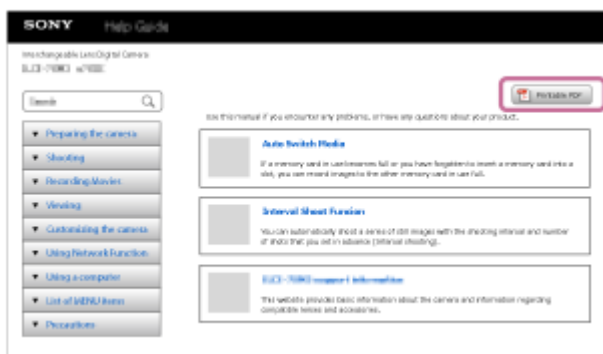 SONY Help Guide
Interchangeable Lens Digital Camera
Search
Printable PDF
Use this manual if you encounter any problems, or have any questions about your product.
▼ Preparing the camera
▼ Shooting
▼ Recording Movies
▼ Viewing
▼ Customizing the camera
▼ Using Network Function
▼ Using a computer
▼ List of MENU items
▼ Precautions
Auto Switch Media
If a memory card in use becomes full or you have forgotten to insert a memory card into a
slot, you can record images to the other memory card in use full.
Interval Shoot Funsion
You can automatically shoot a series of still images with the shooting interval and number
of shots that you set in advance (Interval shooting).
support information
This website provides basic information about the camera and information regarding
compatible lenses and accessories.